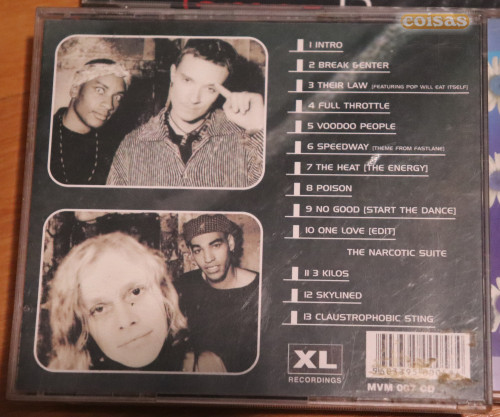 coisas
1 INTRO
2 BREAK & ENTER
3 THEIR LAW [FEATURING POP WILL EAT ITSELF]
4 FULL THROTTLE
5 VOODOO PEOPLE
6 SPEEDWAY [THEME FROM FASTLANE]
7 THE HEAT [THE ENERGY]
8 POISON
9 NO GOOD [START THE DANCE]
10 ONE LOVE [EDIT]
THE NARCOTIC SUITE
11 3 KILOS
12 SKYLINED
13 CLAUSTROPHOBIC STING
XL
RECORDINGS
MVM 007 CD